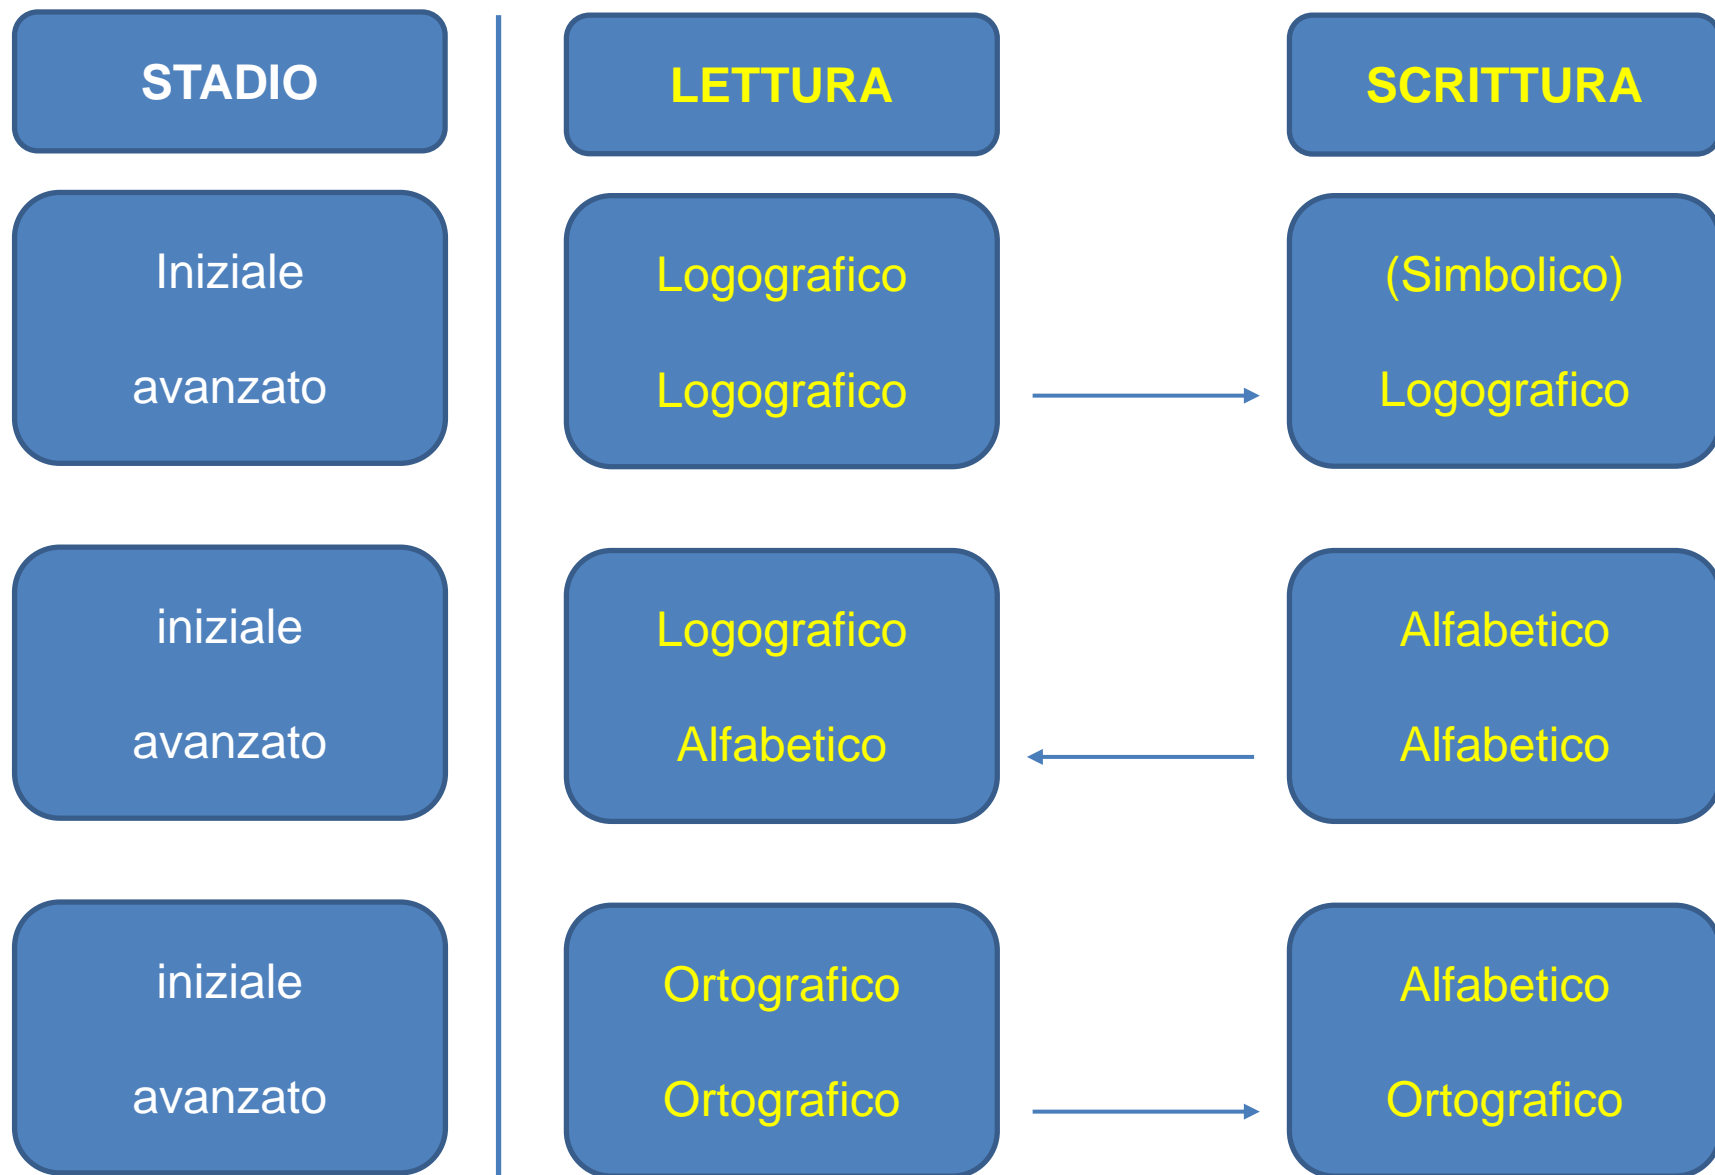 STADIO
LETTURA
SCRITTURA
Iniziale
Logografico
(Simbolico)
avanzato
Logografico
Logografico
iniziale
Logografico
Alfabetico
avanzato
Alfabetico
Alfabetico
iniziale
Ortografico
Alfabetico
avanzato
Ortografico
Ortografico